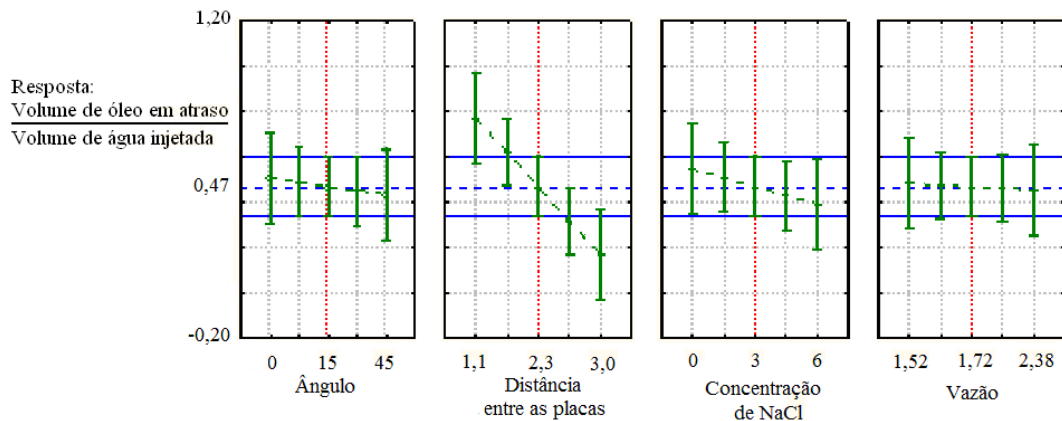 1,20
Resposta:
Volume de óleo em atraso
Volume de água injetada
0,47
-0,20
0 15 45
Ângulo
1,1 2,3 3,0
Distância
entre as placas
0 3 6
Concentração
de NaCl
1,52 1,72 2,38
Vazão